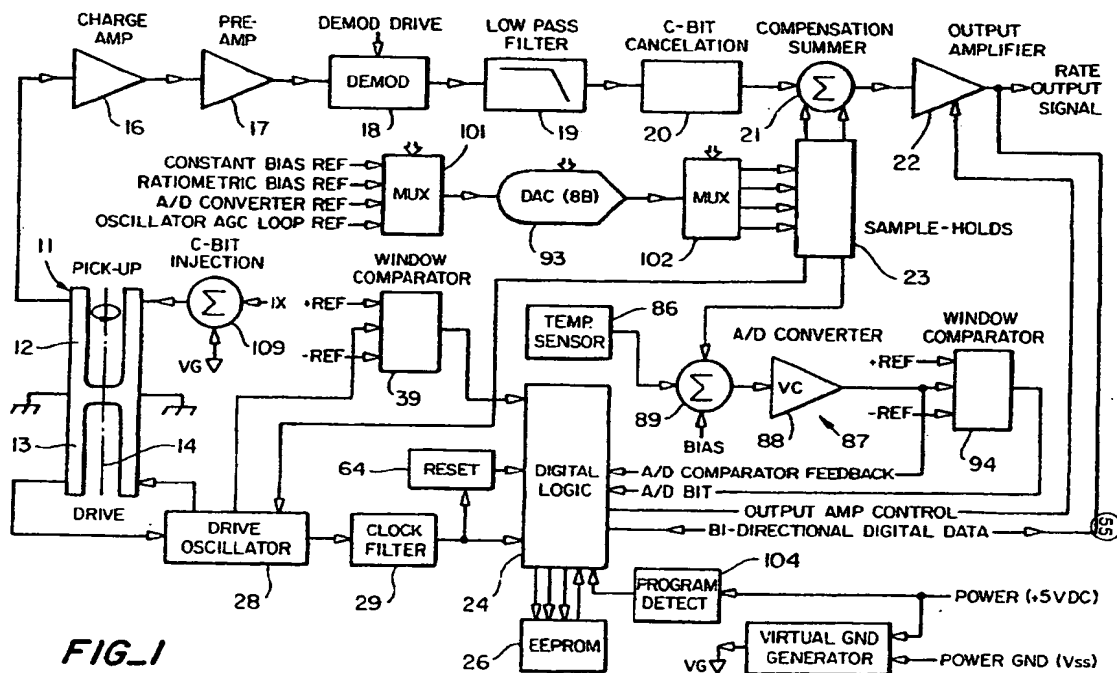 CHARGE AMP
PRE-AMP
DEMOD DRIVE
LOW PASS FILTER
C-BIT CANCELATION
COMPENSATION SUMMER
OUTPUT AMPLIFIER
DEMOD
Σ
RATE OUTPUT SIGNAL
16
17
18
19
20
21
22
101
CONSTANT BIAS REF
RATIOMETRIC BIAS REF
A/D CONVERTER REF
OSCILLATOR AGC LOOP REF
MUX
DAC (8B)
MUX
93
102
SAMPLE-HOLDS
23
C-BIT INJECTION
11
PICK-UP
Σ
IX
109
VG
12
13
14
DRIVE
WINDOW COMPARATOR
+REF
-REF
39
86
TEMP. SENSOR
A/D CONVERTER
Σ
89
BIAS
VC
88
87
WINDOW COMPARATOR
+REF
-REF
94
64
RESET
DIGITAL LOGIC
A/D COMPARATOR FEEDBACK
A/D BIT
OUTPUT AMP CONTROL
BI-DIRECTIONAL DIGITAL DATA
55
DRIVE OSCILLATOR
28
CLOCK FILTER
29
24
104
PROGRAM DETECT
POWER (+5VDC)
EEPROM
26
VIRTUAL GND GENERATOR
VG
POWER GND (Vss)
FIG_1